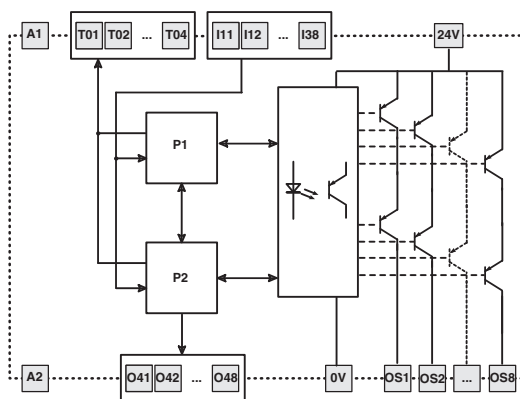 A1 T01 T02 ... T04 I11 I12 ... I38 24V
P1
P2
A2 O41 O42 ... O48 0V OS1 OS2 ... OS8